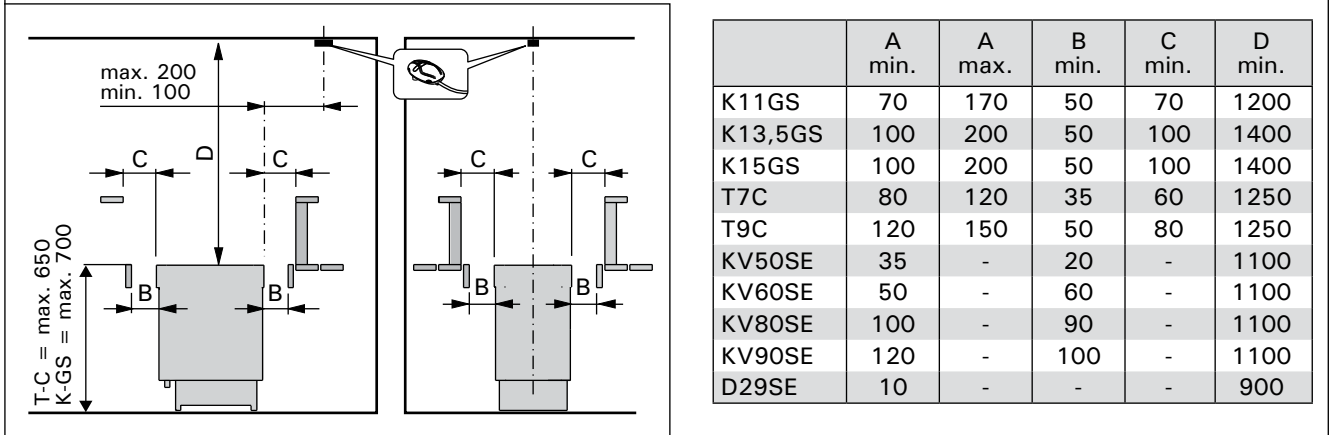 max. 200
min. 100
C
D
C
B
B
T-C = max. 650
K-GS = max. 700
C
C
B
B
A min. A max. B min. C min. D min.
K11GS 70 170 50 70 1200
K13,5GS 100 200 50 100 1400
K15GS 100 200 50 100 1400
T7C 80 120 35 60 1250
T9C 120 150 50 80 1250
KV50SE 35 - 20 - 1100
KV60SE 50 - 60 - 1100
KV80SE 100 - 90 - 1100
KV90SE 120 - 100 - 1100
D29SE 10 - - - 900